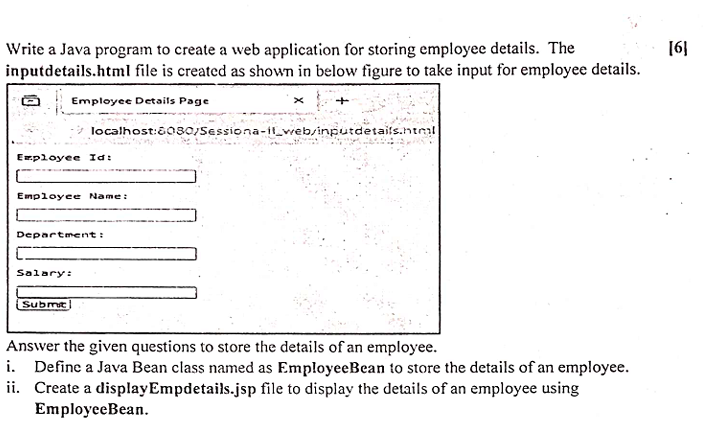 Write a Java program to create a web application for storing employee details. The [6]
inputdetails.html file is created as shown in below figure to take input for employee details.
Employee Details Page × +
localhost:8080/Sessiona-II_web/inputdetails.html
Employee Id:
Employee Name:
Department:
Salary:
Submit
Answer the given questions to store the details of an employee.
i. Define a Java Bean class named as EmployeeBean to store the details of an employee.
ii. Create a displayEmpdetails.jsp file to display the details of an employee using
EmployeeBean.